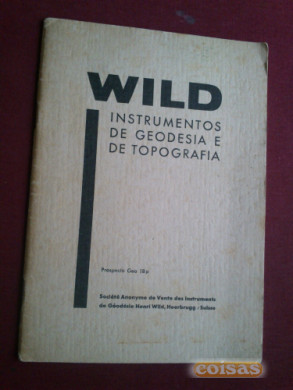 WILD
INSTRUMENTOS
DE GEODESIA E
DE TOPOGRAFIA
Prospecto Geo
Société Anonyme de Vente des Instruments
de Géodésie Henri Wild, Heerbrugg - Suisse
coisas